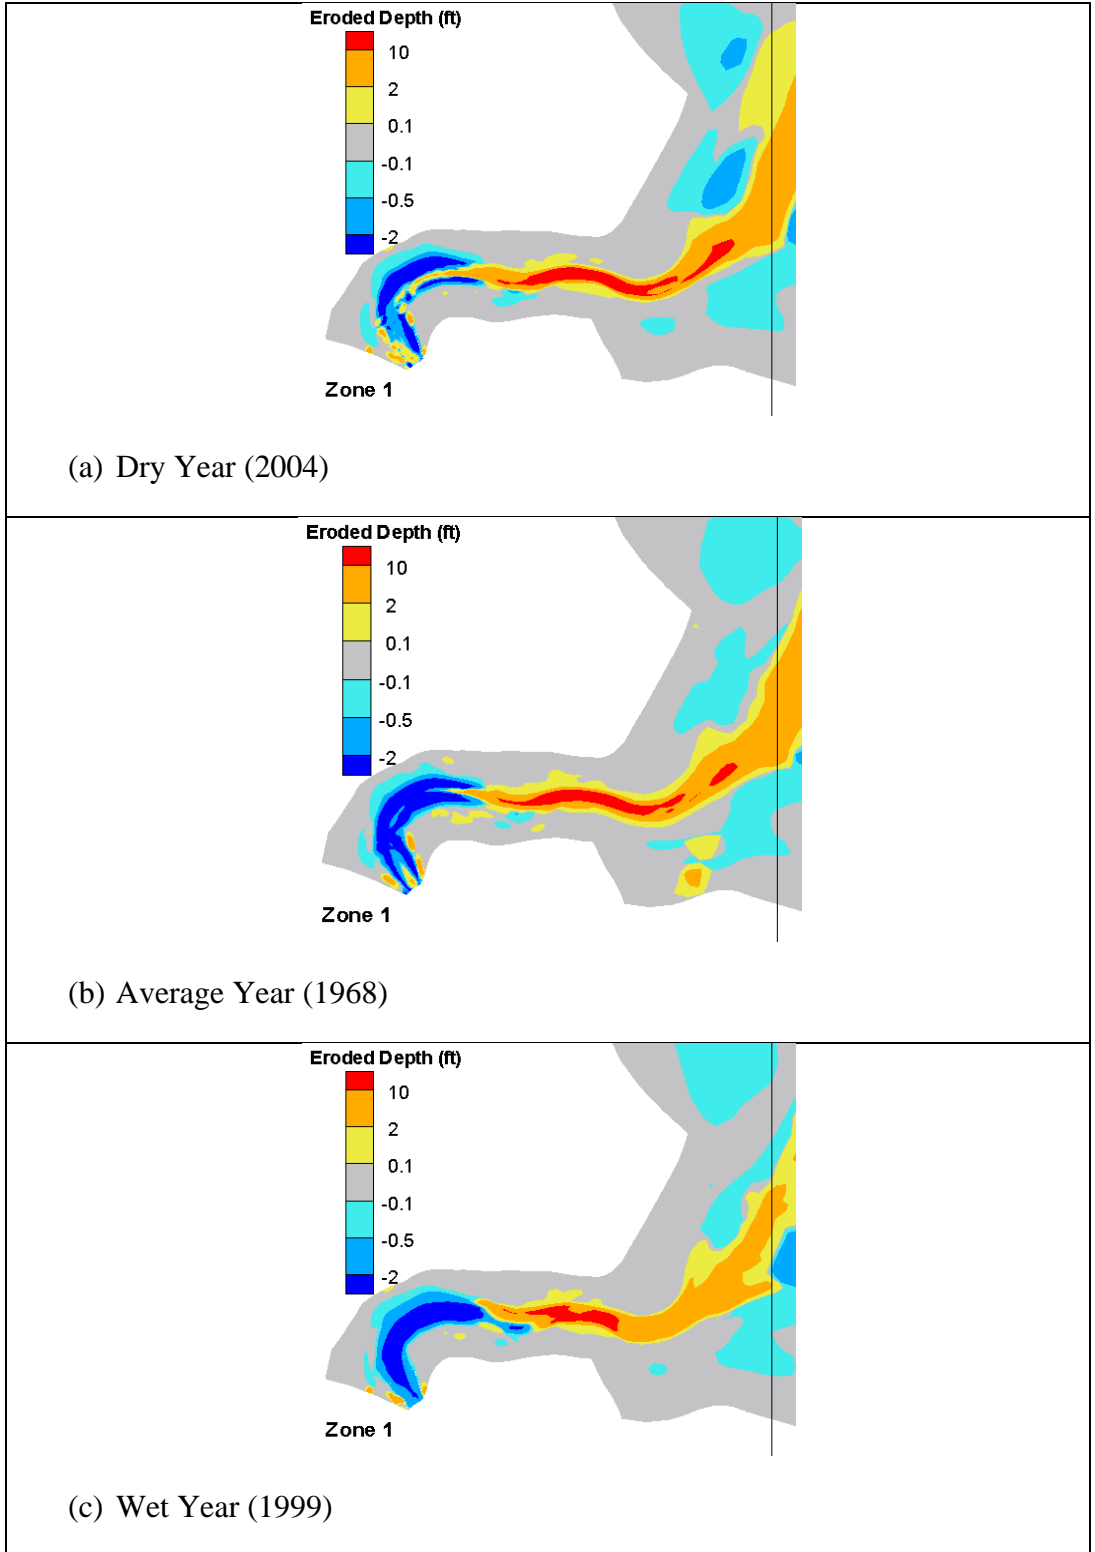 Eroded Depth (ft)
10
2
0.1
-0.1
-0.5
-2
Zone 1
(a) Dry Year (2004)
Eroded Depth (ft)
10
2
0.1
-0.1
-0.5
-2
Zone 1
(b) Average Year (1968)
Eroded Depth (ft)
10
2
0.1
-0.1
-0.5
-2
Zone 1
(c) Wet Year (1999)